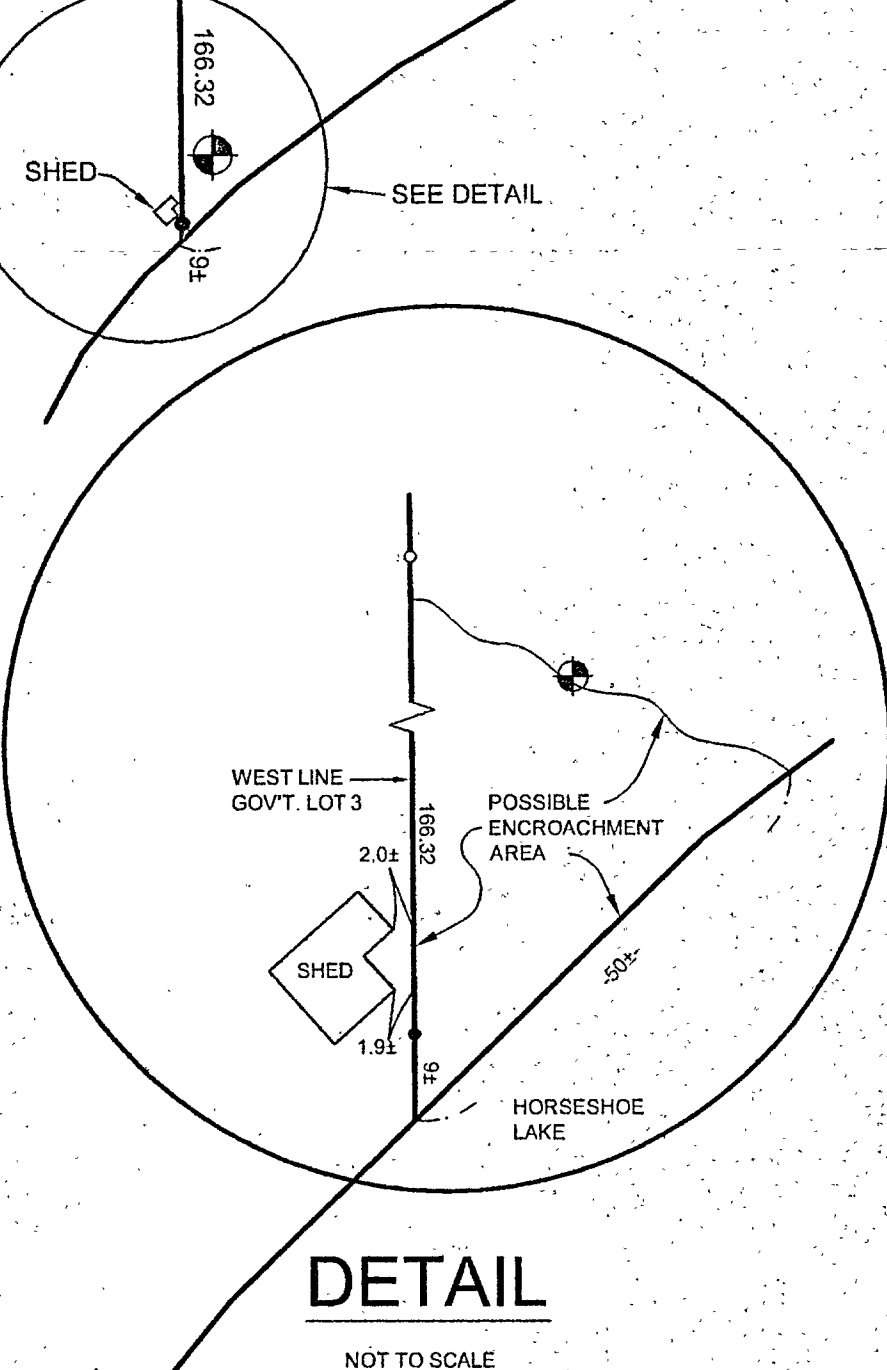 166.32
SHED
SEE DETAIL
9±
WEST LINE
GOV'T. LOT 3
166.32
POSSIBLE
ENCROACHMENT
AREA
2.0±
SHED
-50±-
1.9±
9±
HORSESHOE
LAKE
DETAIL
NOT TO SCALE